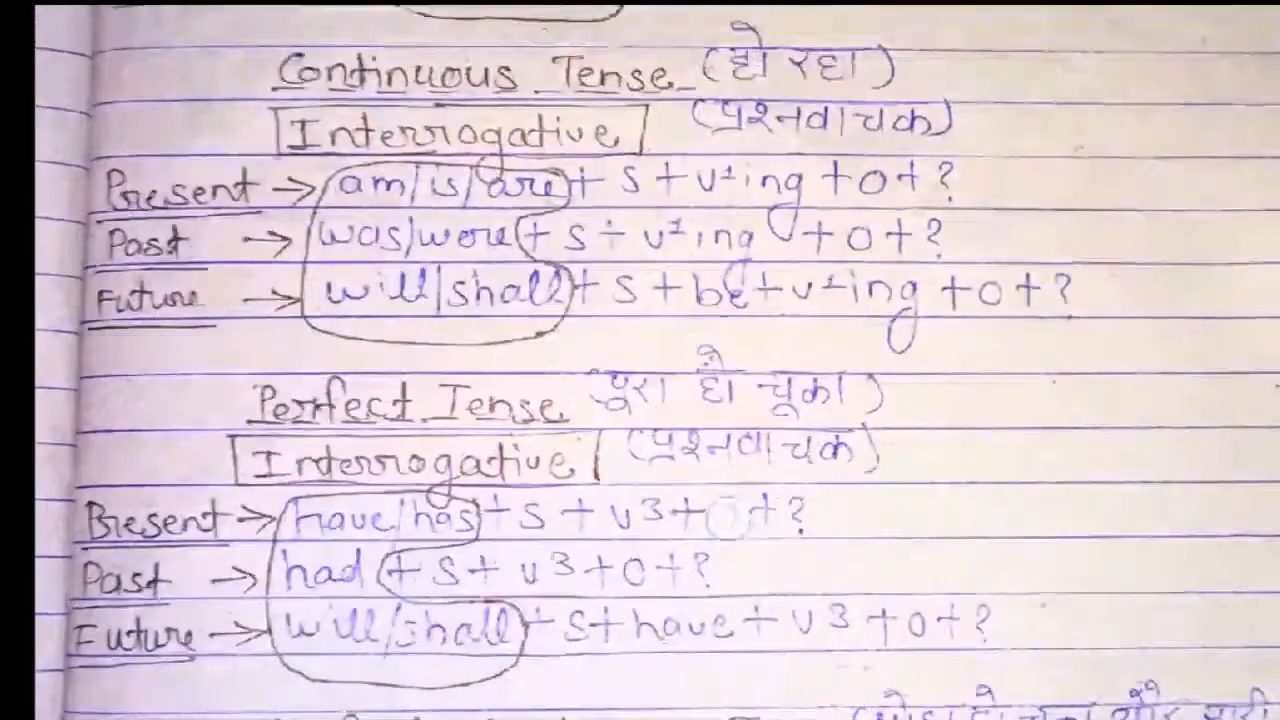 Continuous Tense (हो रहा)
Interrogative (प्रश्नवाचक)
Present → am/is/are + S + v¹ing + o + ?
Past → was/were + S + v¹ing + o + ?
Future → will/shall + S + be + v¹ing + o + ?
Perfect Tense पूरा हो चूका)
Interrogative (प्रश्नवाचक)
Present → have/has + S + v3 + o + ?
Past → had + S + v3 + o + ?
Future → will/shall + S + have + v3 + o + ?